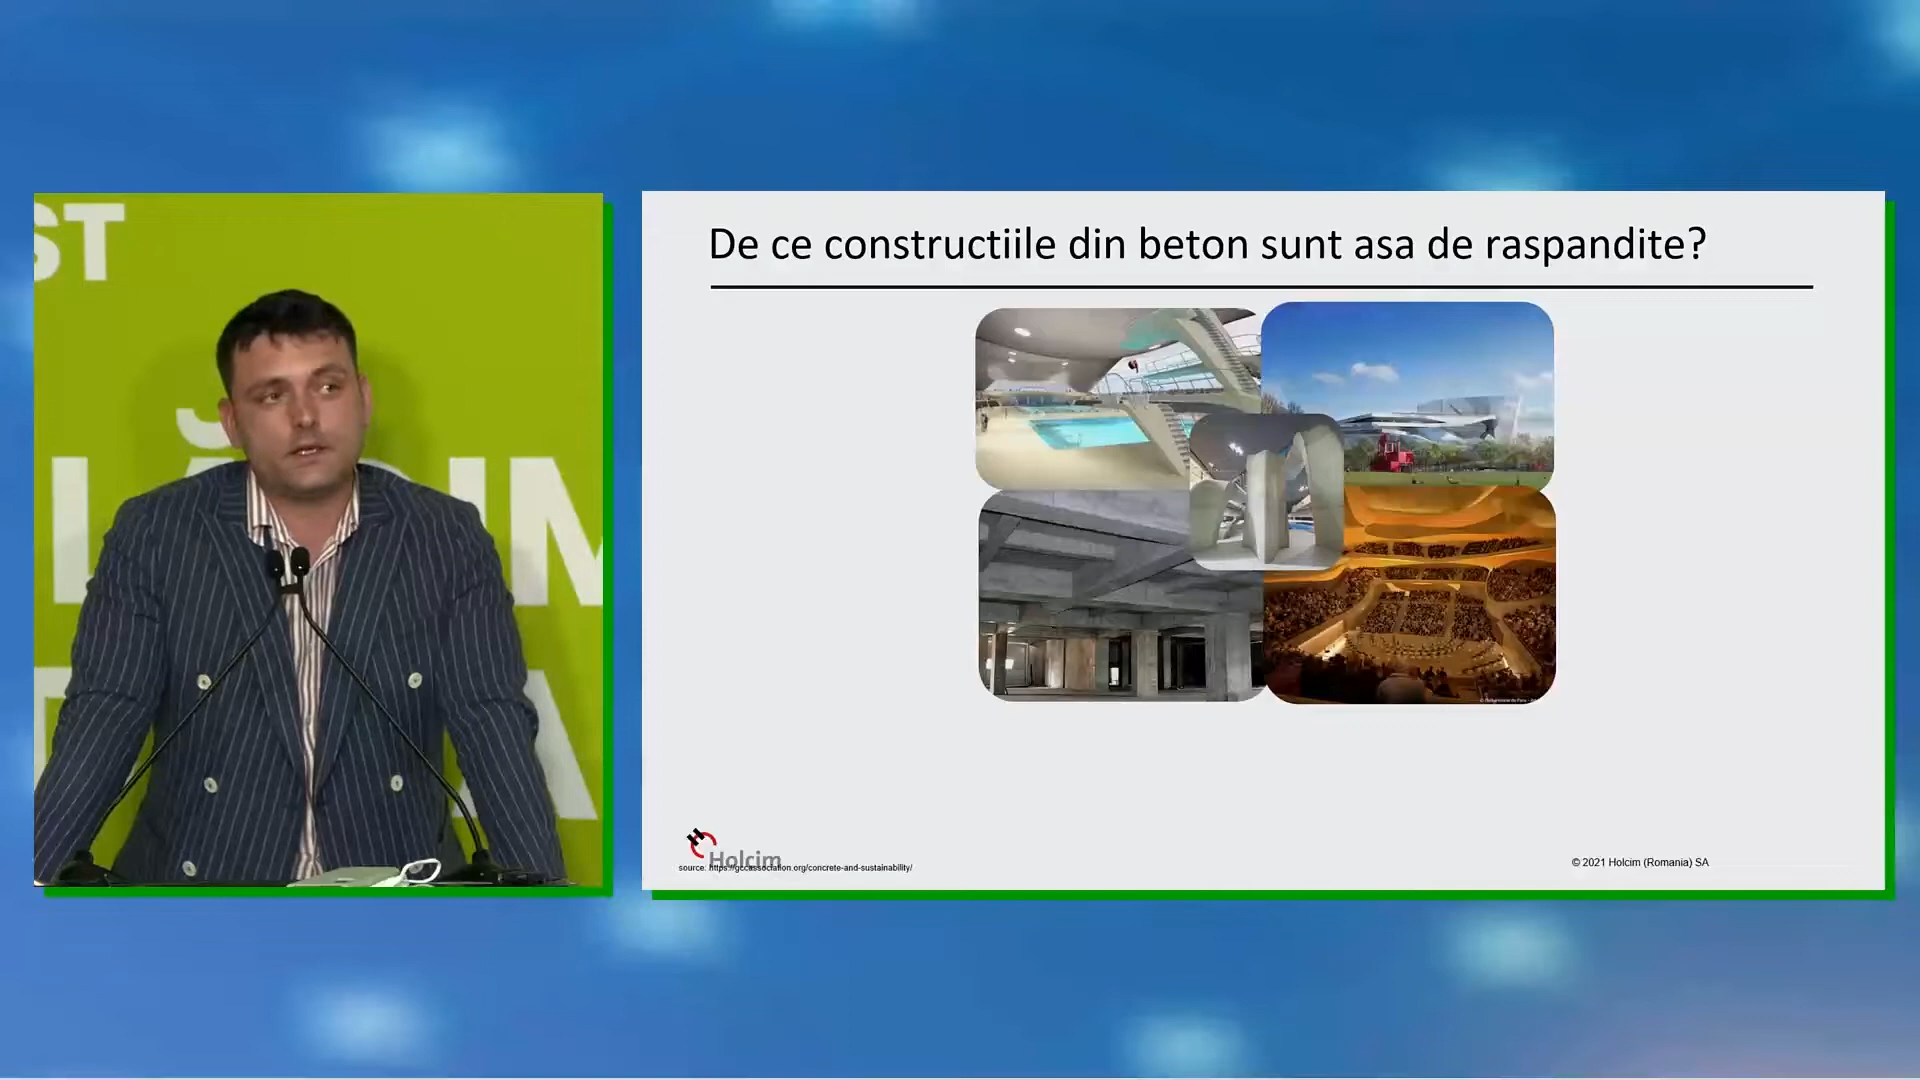 ST
De ce constructiile din beton sunt asa de raspandite?
Holcim
source: https://gccassociation.org/concrete-and-sustainability/
© 2021 Holcim (Romania) SA